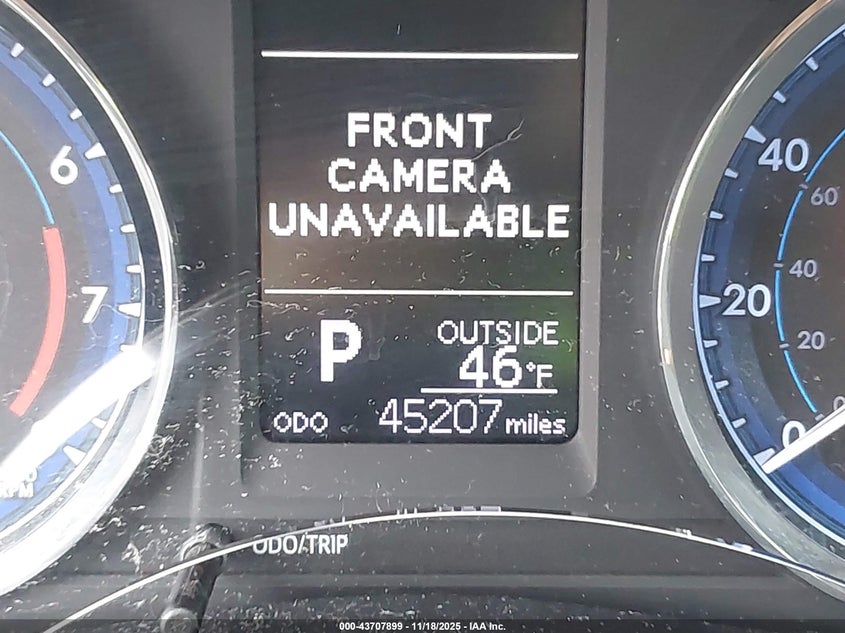 FRONT
CAMERA
UNAVAILABLE
6
7
40
60
40
20
20
0
P
OUTSIDE
46°F
ODO 45207 miles
ODO/TRIP
000-43707899 - 11/18/2025 - IAA Inc.